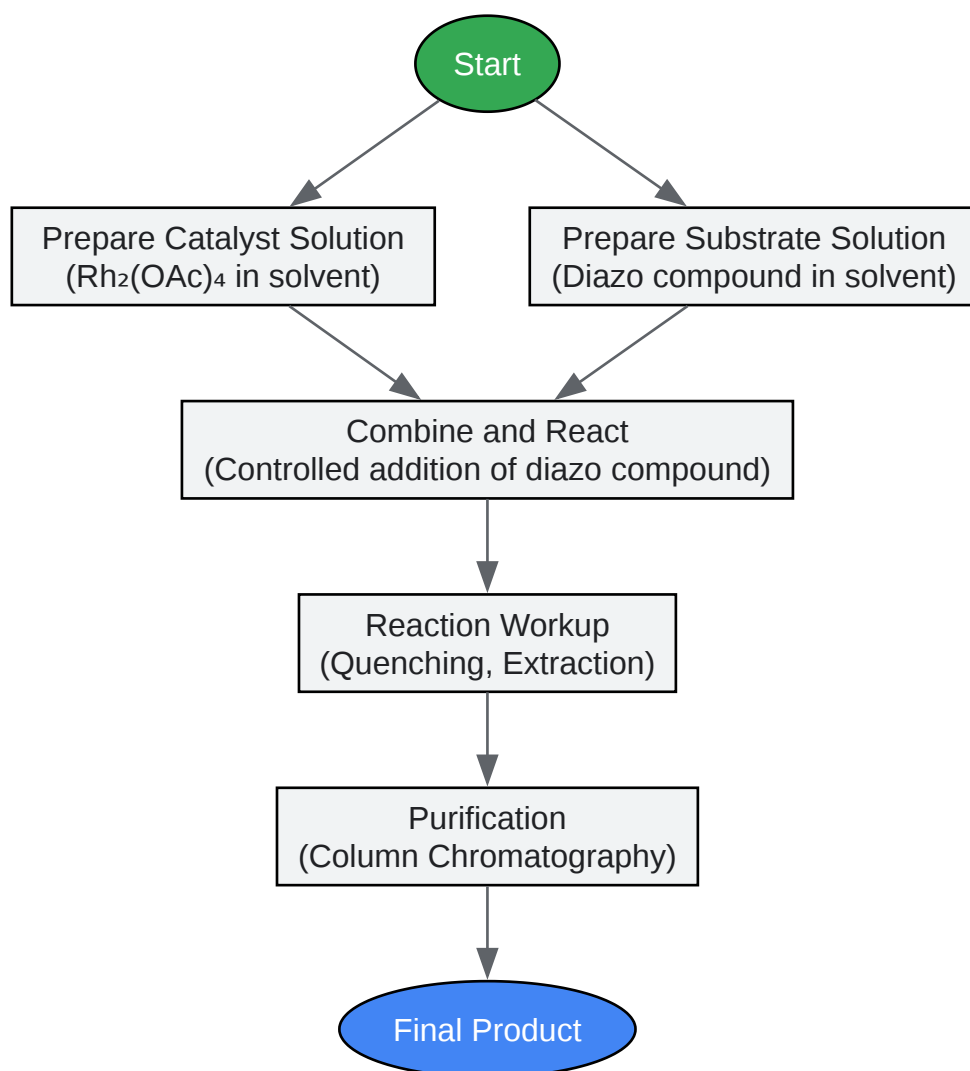 Start
Prepare Catalyst Solution
(Rh₂(OAc)₄ in solvent)
Prepare Substrate Solution
(Diazo compound in solvent)
Combine and React
(Controlled addition of diazo compound)
Reaction Workup
(Quenching, Extraction)
Purification
(Column Chromatography)
Final Product